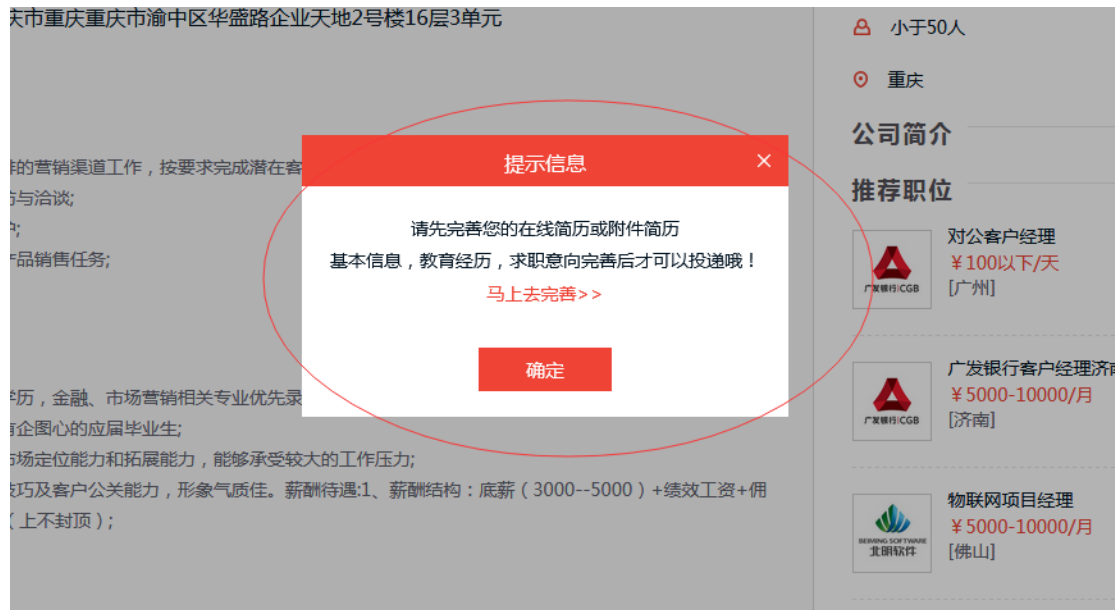 天市重庆重庆市渝中区华盛路企业天地2号楼16层3单元
的营销渠道工作，按要求完成潜在客
与洽谈;
品销售任务;
历，金融、市场营销相关专业优先录
企图心的应届毕业生;
场定位能力和拓展能力，能够承受较大的工作压力;
巧及客户公关能力，形象气质佳。薪酬待遇:1、薪酬结构：底薪（3000--5000）+绩效工资+佣
（上不封顶）;
提示信息 ×
请先完善您的在线简历或附件简历
基本信息，教育经历，求职意向完善后才可以投递哦！
马上去完善>>
确定
小于50人
重庆
公司简介
推荐职位
广发银行|CGB
对公客户经理
￥100以下/天
[广州]
广发银行|CGB
广发银行客户经理济南
￥5000-10000/月
[济南]
BEIMING SOFTWARE
北明软件
物联网项目经理
￥5000-10000/月
[佛山]